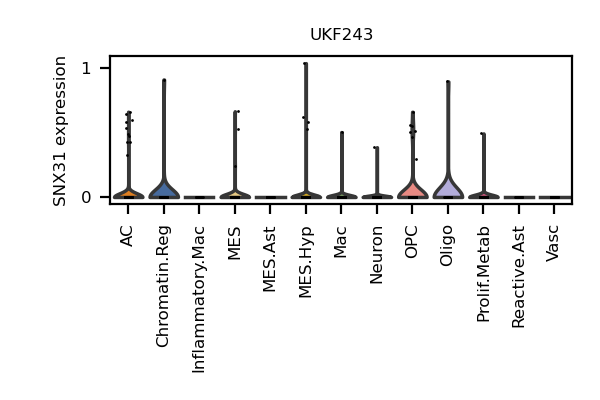 UKF243
SNX31 expression
1
0
AC
Chromatin.Reg
Inflammatory.Mac
MES
MES.Ast
MES.Hyp
Mac
Neuron
OPC
Oligo
Prolif.Metab
Reactive.Ast
Vasc